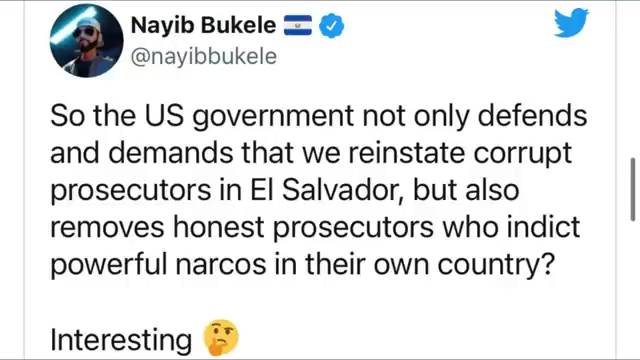 Nayib Bukele 🇸🇻
@nayibbukele
So the US government not only defends
and demands that we reinstate corrupt
prosecutors in El Salvador, but also
removes honest prosecutors who indict
powerful narcos in their own country?
Interesting 🤔